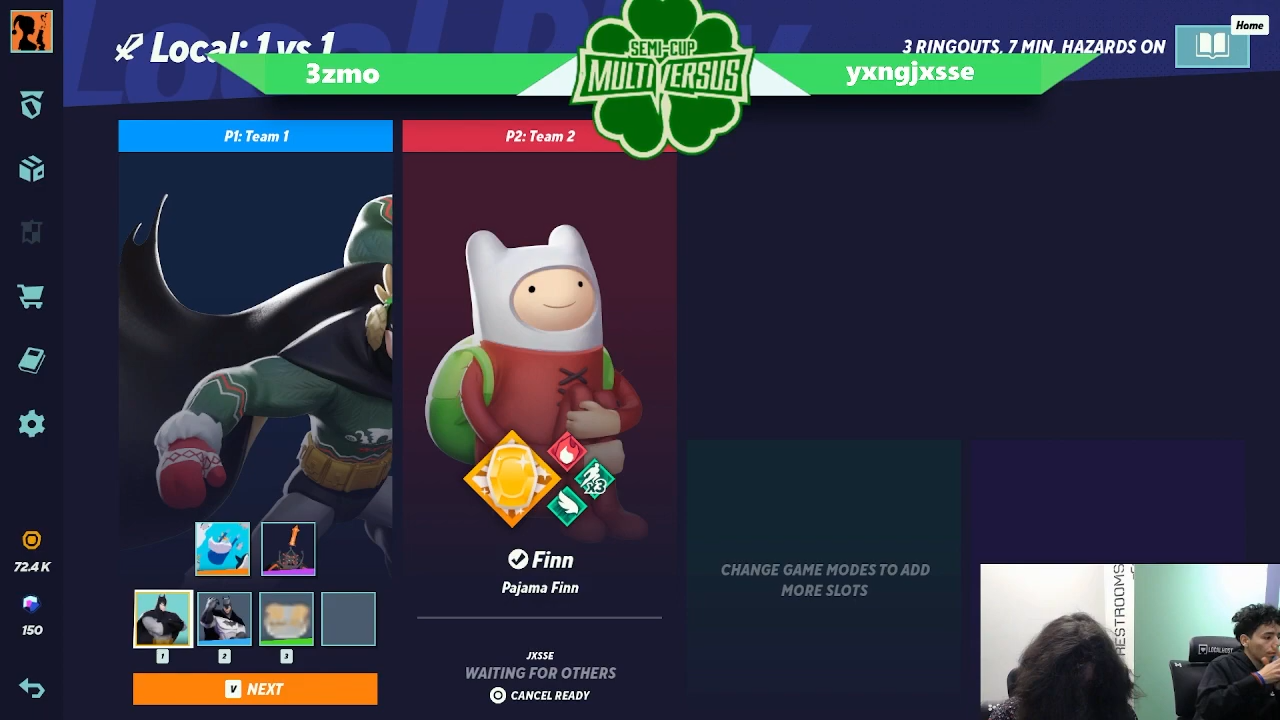 Home
Local: 1 vs 1
3 RINGOUTS, 7 MIN, HAZARDS ON
3zmo
SEMI-CUP
MULTIVERSUS
yxngjxsse
P1: Team 1
P2: Team 2
x3
Finn
Pajama Finn
72.4 K
150
CHANGE GAME MODES TO ADD
MORE SLOTS
1
2
3
JXSSE
WAITING FOR OTHERS
CANCEL READY
V NEXT
RESTROOMS
LOCALHOST